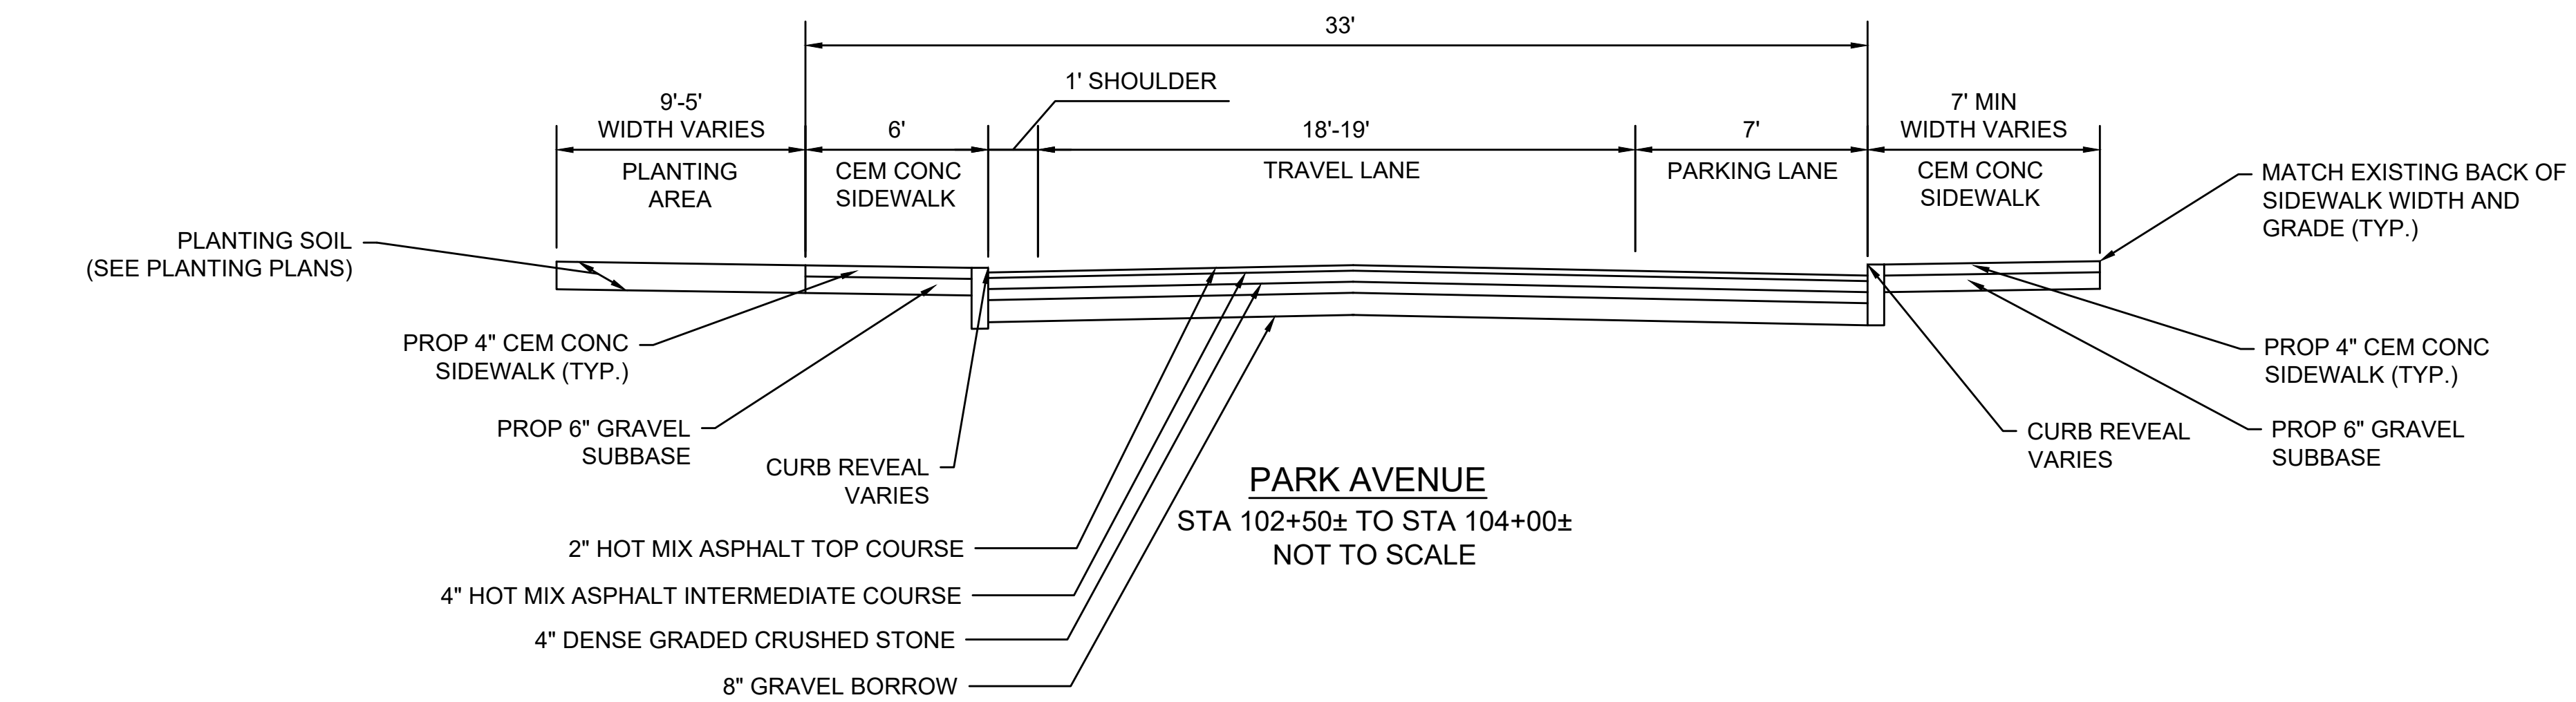 33'
1' SHOULDER
9'-5'
WIDTH VARIES
PLANTING
AREA
6'
CEM CONC
SIDEWALK
18'-19'
TRAVEL LANE
7'
PARKING LANE
7' MIN
WIDTH VARIES
CEM CONC
SIDEWALK
MATCH EXISTING BACK OF
SIDEWALK WIDTH AND
GRADE (TYP.)
PLANTING SOIL
(SEE PLANTING PLANS)
PROP 4" CEM CONC
SIDEWALK (TYP.)
PROP 6" GRAVEL
SUBBASE
CURB REVEAL
VARIES
2" HOT MIX ASPHALT TOP COURSE
4" HOT MIX ASPHALT INTERMEDIATE COURSE
4" DENSE GRADED CRUSHED STONE
8" GRAVEL BORROW
PARK AVENUE
STA 102+50± TO STA 104+00±
NOT TO SCALE
CURB REVEAL
VARIES
PROP 4" CEM CONC
SIDEWALK (TYP.)
PROP 6" GRAVEL
SUBBASE